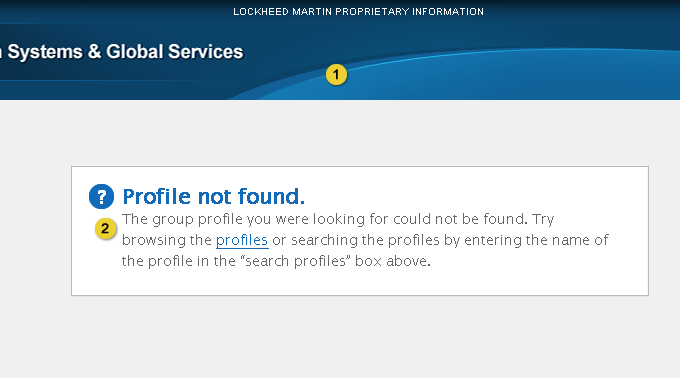 LOCKHEED MARTIN PROPRIETARY INFORMATION
Systems & Global Services
1
? Profile not found.
2
The group profile you were looking for could not be found. Try
browsing the profiles or searching the profiles by entering the name of
the profile in the “search profiles” box above.